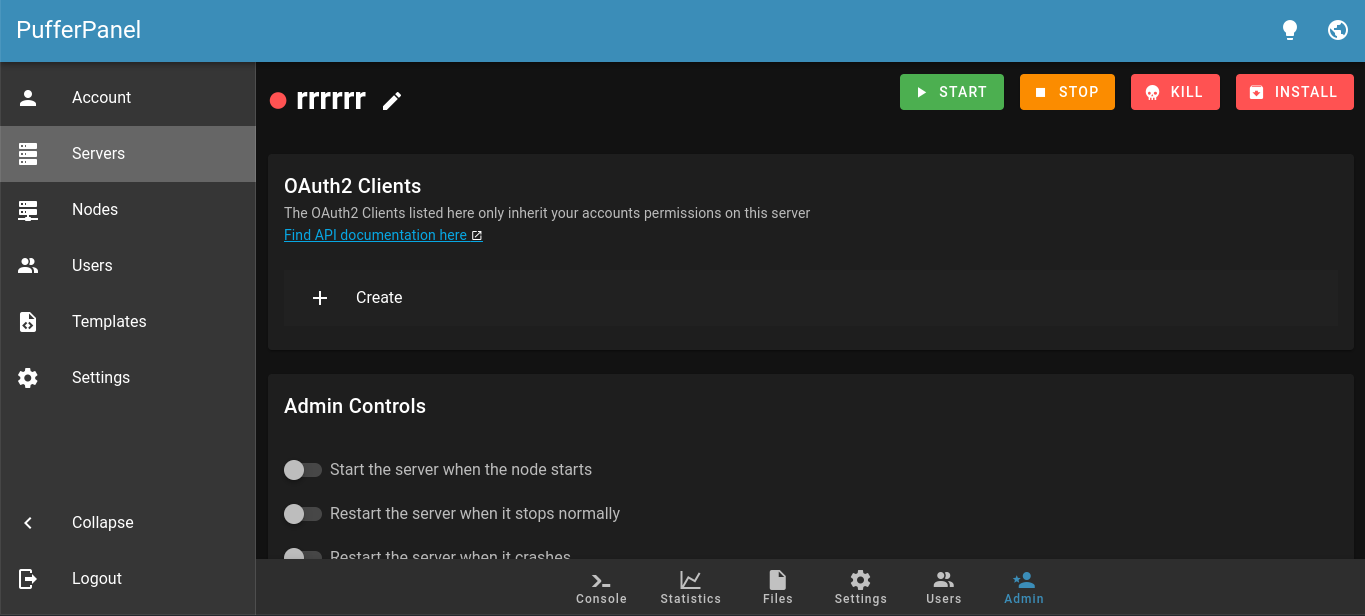 PufferPanel
Account
Servers
Nodes
Users
Templates
Settings
Collapse
Logout
rrrrrr
START
STOP
KILL
INSTALL
OAuth2 Clients
The OAuth2 Clients listed here only inherit your accounts permissions on this server
Find API documentation here
Create
Admin Controls
Start the server when the node starts
Restart the server when it stops normally
Restart the server when it crashes
Console
Statistics
Files
Settings
Users
Admin